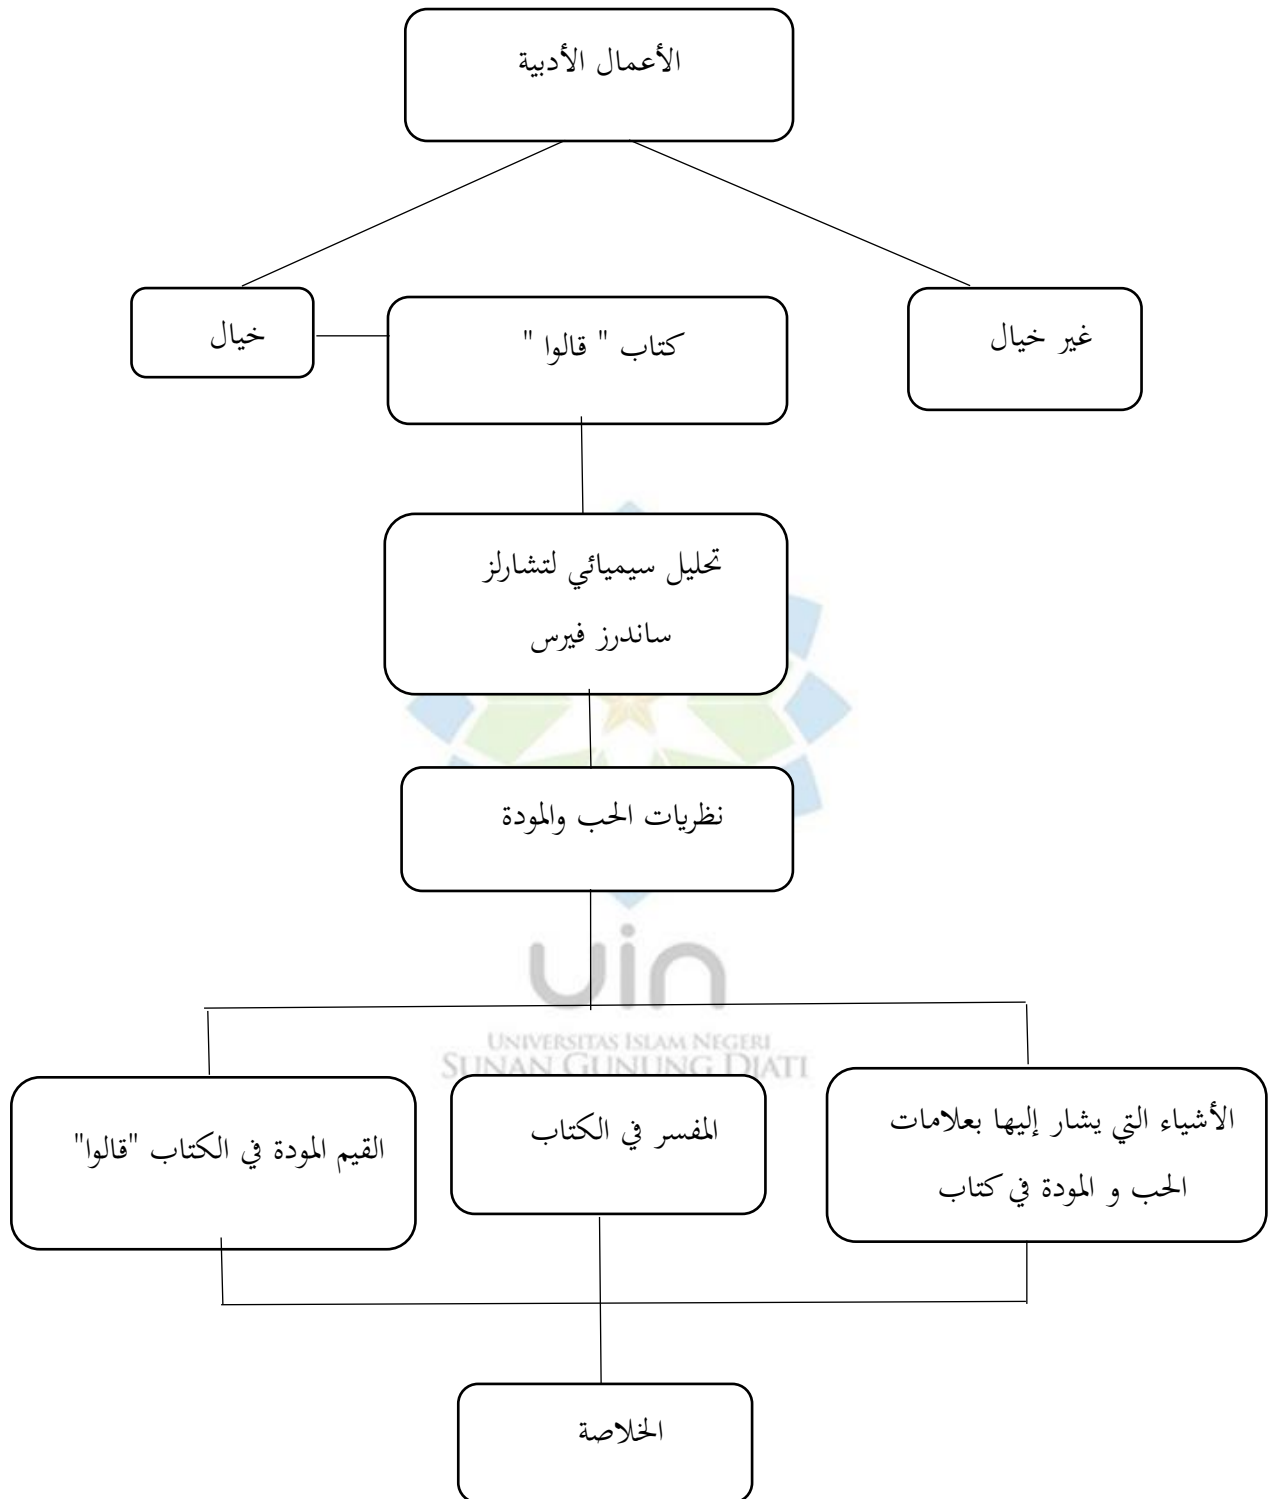 الأعمال الأدبية
خيال
كتاب " قالوا "
غير خيال
تحليل سيميائي لتشارلز
ساندرز فيرس
نظريات الحب والمودة
uin
UNIVERSITAS ISLAM NEGERI
SUNAN GUNUNG DJATI
الأشياء التي يشار إليها بعلامات
الحب و المودة في كتاب
المفسر في الكتاب
القيم المودة في الكتاب "قالوا"
الخلاصة